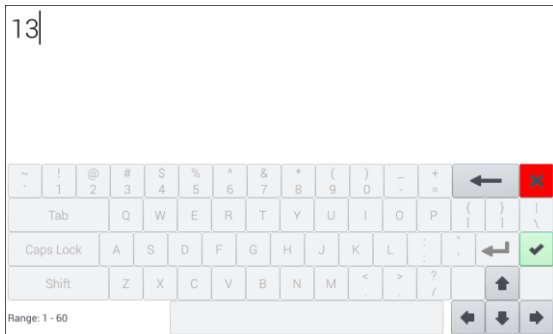 13
~ ! @ # $ % ^ & * ( ) _ +
` 1 2 3 4 5 6 7 8 9 0 - =
Tab Q W E R T Y U I O P { } |
[ ] \
Caps Lock A S D F G H J K L : "
; '
Shift Z X C V B N M < > ?
, . /
Range: 1 - 60